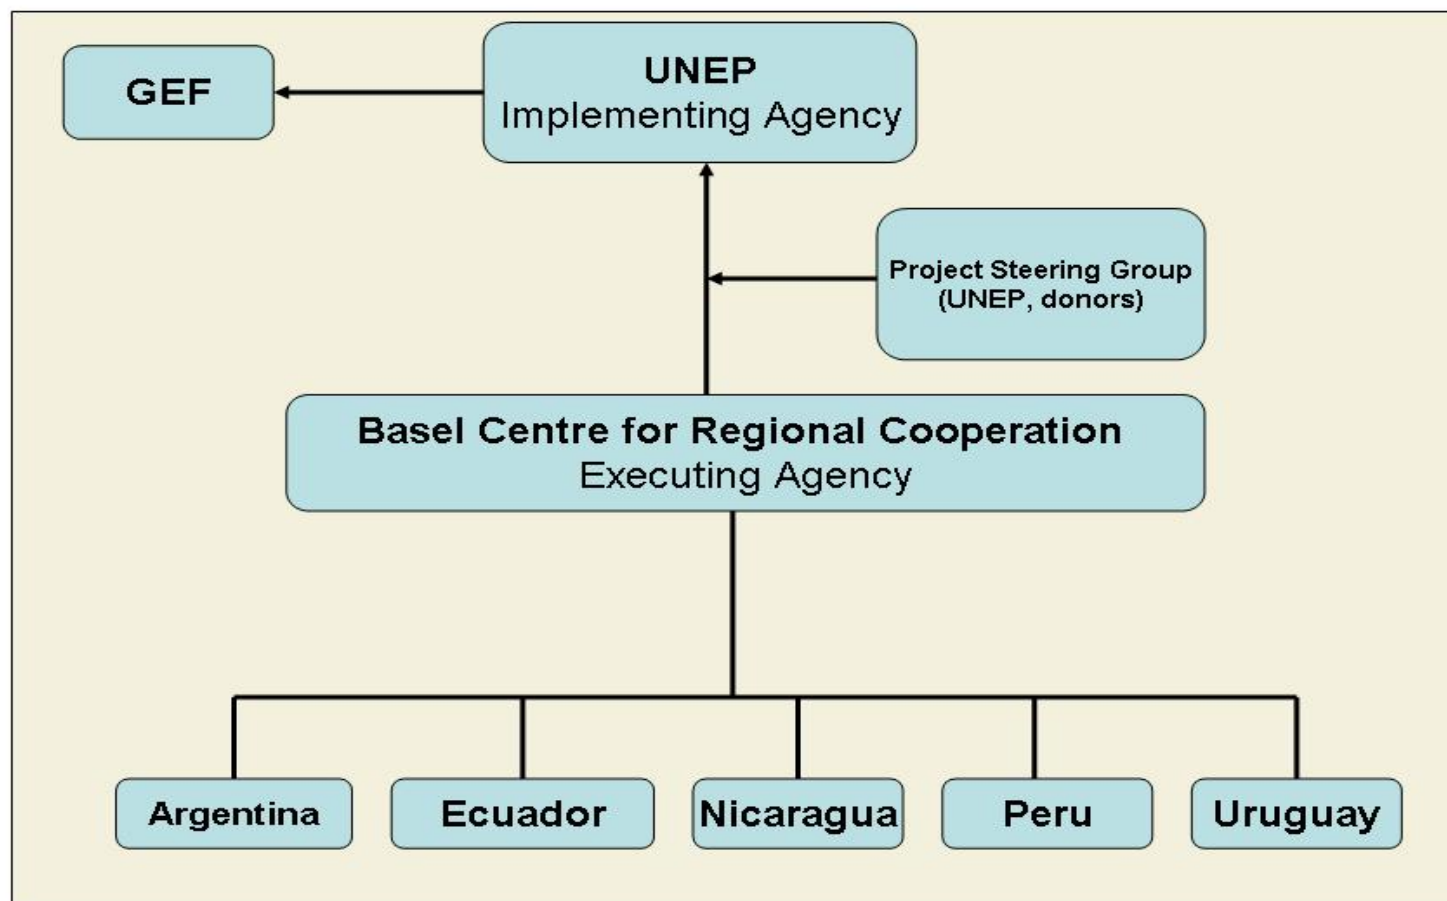 GEF
UNEP
Implementing Agency
Project Steering Group
(UNEP, donors)
Basel Centre for Regional Cooperation
Executing Agency
Argentina
Ecuador
Nicaragua
Peru
Uruguay